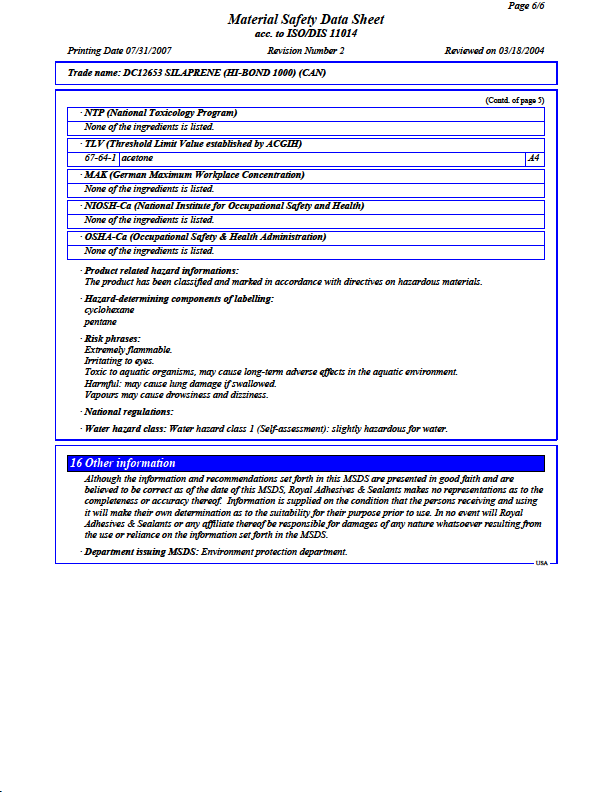 Page 6/6
Material Safety Data Sheet
acc. to ISO/DIS 11014
Printing Date 07/31/2007 Revision Number 2 Reviewed on 03/18/2004
Trade name: DC12653 SILAPRENE (HI-BOND 1000) (CAN)
(Contd. of page 5)
· NTP (National Toxicology Program)
None of the ingredients is listed.
· TLV (Threshold Limit Value established by ACGIH)
67-64-1 acetone A4
· MAK (German Maximum Workplace Concentration)
None of the ingredients is listed.
· NIOSH-Ca (National Institute for Occupational Safety and Health)
None of the ingredients is listed.
· OSHA-Ca (Occupational Safety & Health Administration)
None of the ingredients is listed.
· Product related hazard informations:
The product has been classified and marked in accordance with directives on hazardous materials.
· Hazard-determining components of labelling:
cyclohexane
pentane
· Risk phrases:
Extremely flammable.
Irritating to eyes.
Toxic to aquatic organisms, may cause long-term adverse effects in the aquatic environment.
Harmful: may cause lung damage if swallowed.
Vapours may cause drowsiness and dizziness.
· National regulations:
· Water hazard class: Water hazard class 1 (Self-assessment): slightly hazardous for water.
16 Other information
Although the information and recommendations set forth in this MSDS are presented in good faith and are
believed to be correct as of the date of this MSDS, Royal Adhesives & Sealants makes no representations as to the
completeness or accuracy thereof. Information is supplied on the condition that the persons receiving and using
it will make their own determination as to the suitability for their purpose prior to use. In no event will Royal
Adhesives & Sealants or any affiliate thereof be responsible for damages of any nature whatsoever resulting from
the use or reliance on the information set forth in the MSDS.
· Department issuing MSDS: Environment protection department.
USA